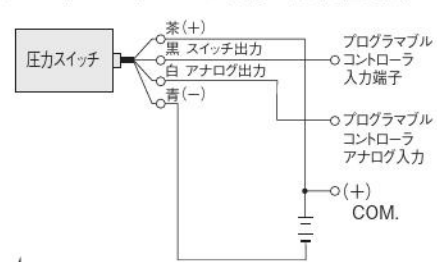 圧力スイッチ
茶(+)
黒 スイッチ出力
白 アナログ出力
青(−)
プログラマブル
コントローラ
入力端子
プログラマブル
コントローラ
アナログ入力
(+)
COM.